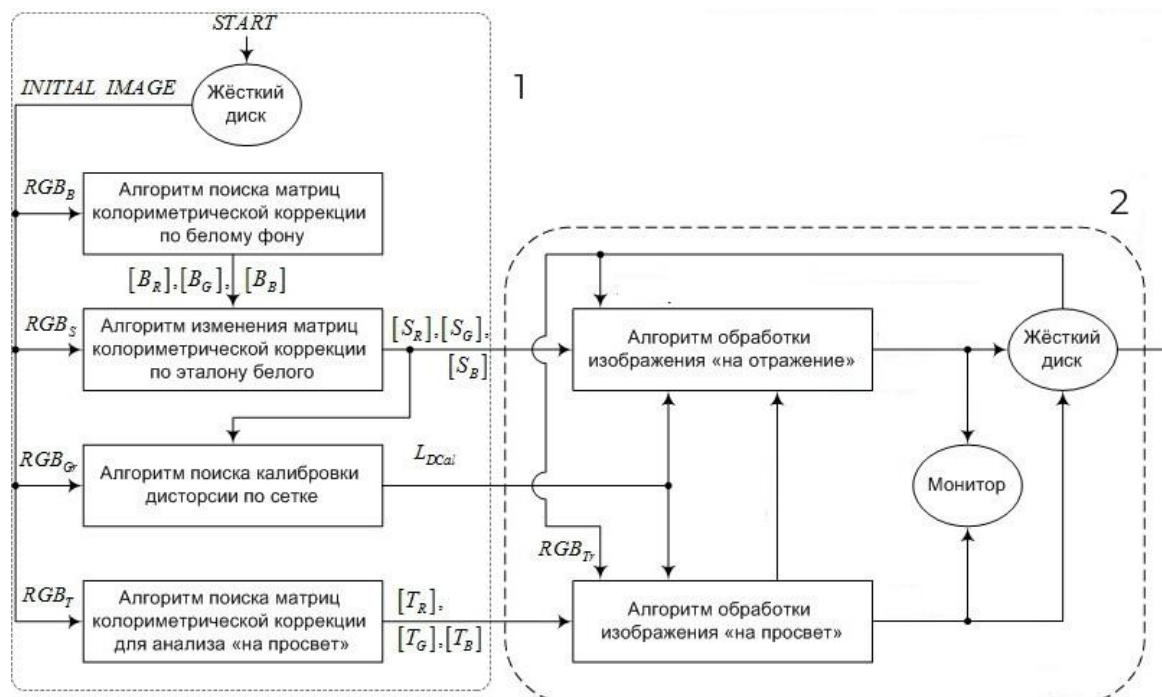 START
INITIAL IMAGE
Жёсткий
диск
1
RGB_B
Алгоритм поиска матриц
колориметрической коррекции
по белому фону
[B_R],[B_G], [B_B]
2
RGB_S
Алгоритм изменения матриц
колориметрической коррекции
по эталону белого
[S_R],[S_G],
[S_B]
Алгоритм обработки
изображения «на отражение»
Жёсткий
диск
RGB_Gr
Алгоритм поиска калибровки
дисторсии по сетке
L_DCal
Монитор
RGB_Tr
RGB_T
Алгоритм поиска матриц
колориметрической коррекции
для анализа «на просвет»
[T_R],
[T_G],[T_B]
Алгоритм обработки
изображения «на просвет»